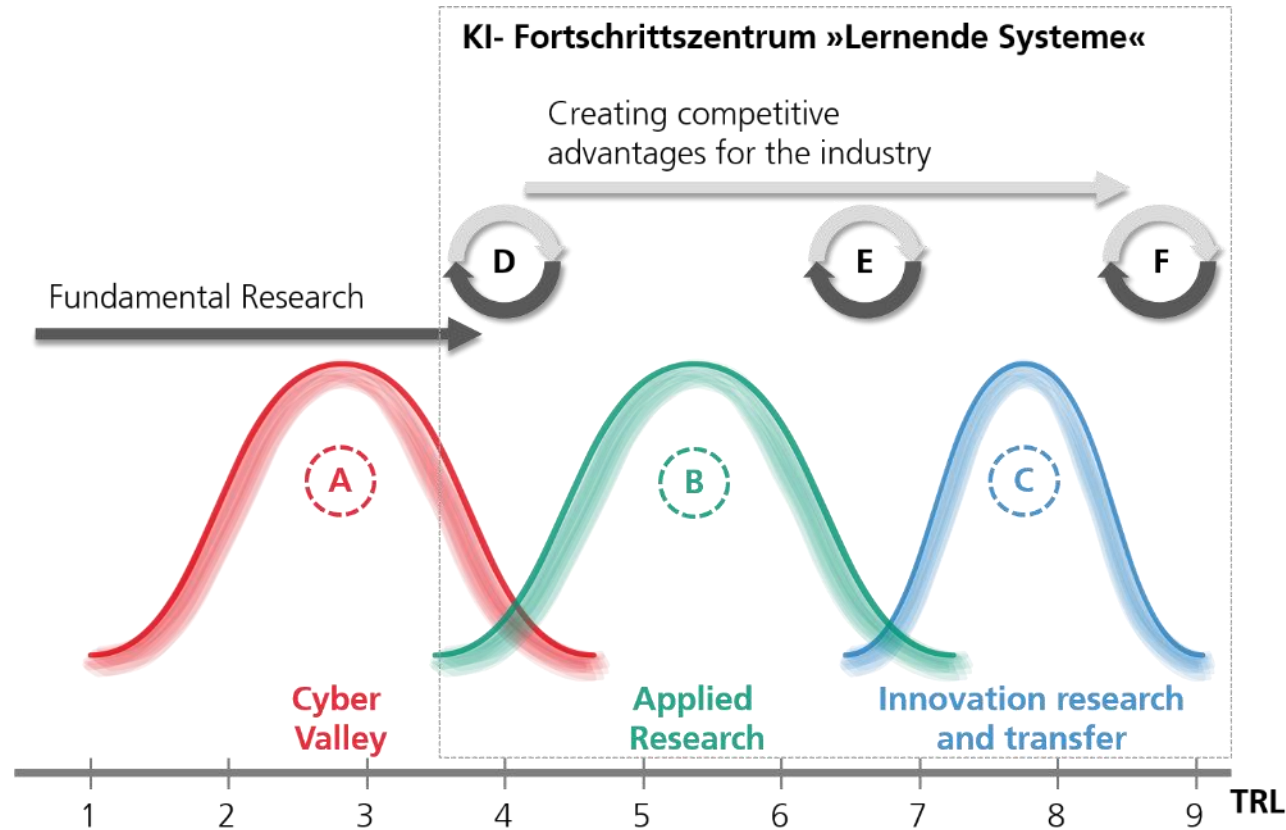 KI- Fortschrittszentrum »Lernende Systeme«
Creating competitive
advantages for the industry
D
E
F
Fundamental Research
A
B
C
Cyber
Valley
Applied
Research
Innovation research
and transfer
1 2 3 4 5 6 7 8 9 TRL